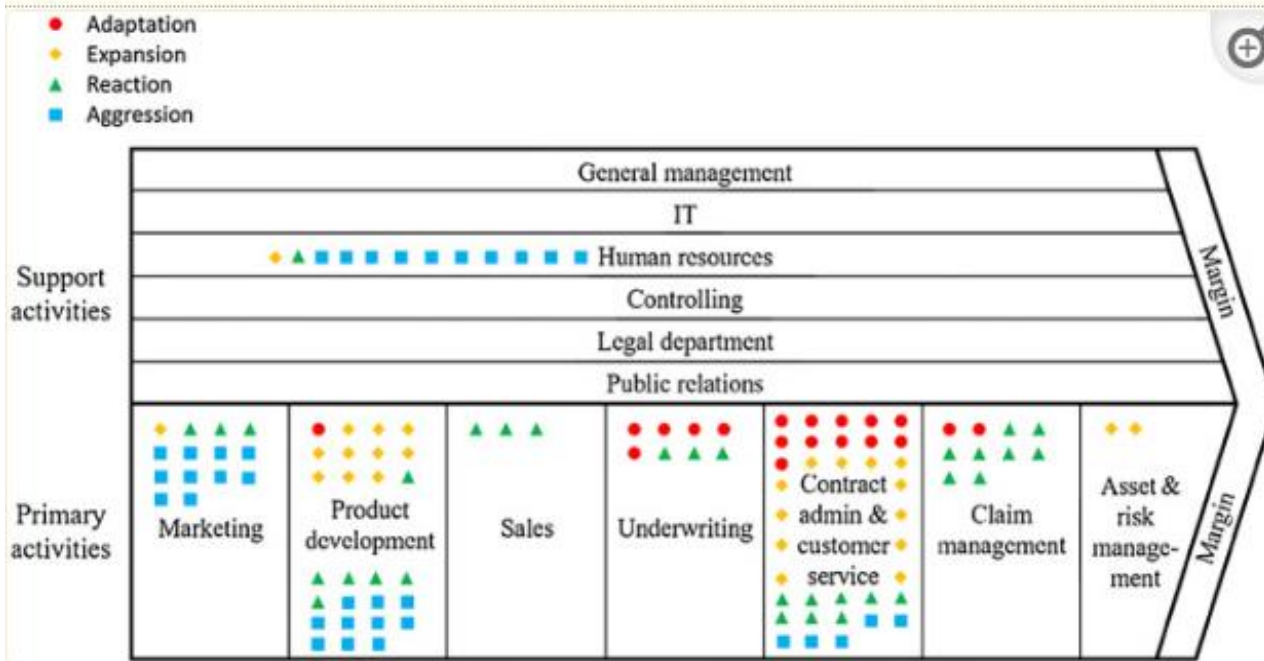 Adaptation
Expansion
Reaction
Aggression
General management
IT
Human resources
Controlling
Legal department
Public relations
Support
activities
Margin
Primary
activities
Marketing
Product
development
Sales
Underwriting
Contract
admin &
customer
service
Claim
management
Asset &
risk
manage-
ment
Margin